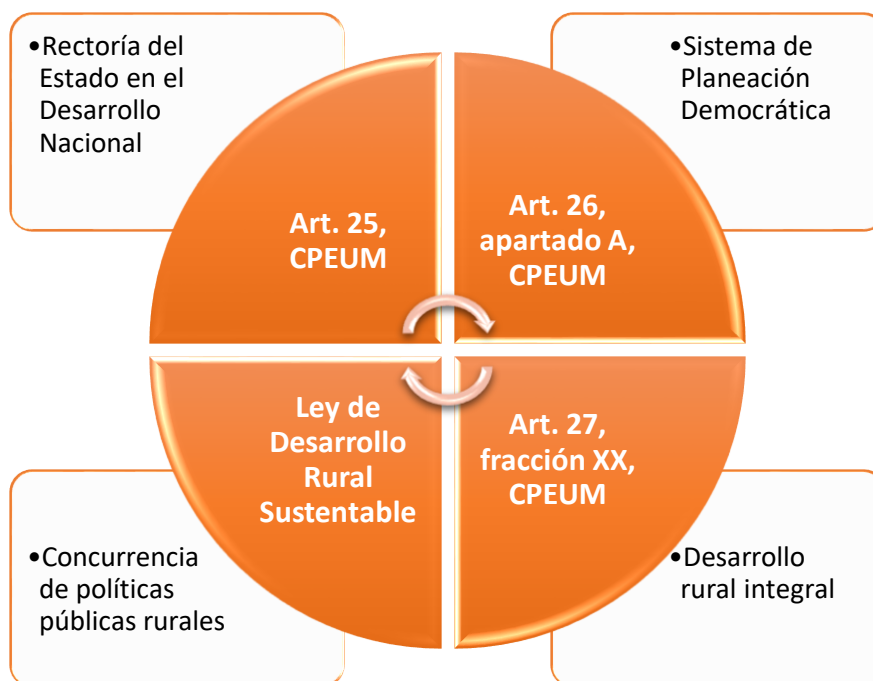 •Rectoría del
Estado en el
Desarrollo
Nacional
•Sistema de
Planeación
Democrática
Art. 25,
CPEUM
Art. 26,
apartado A,
CPEUM
Ley de
Desarrollo
Rural
Sustentable
Art. 27,
fracción XX,
CPEUM
•Concurrencia
de políticas
públicas rurales
•Desarrollo
rural integral